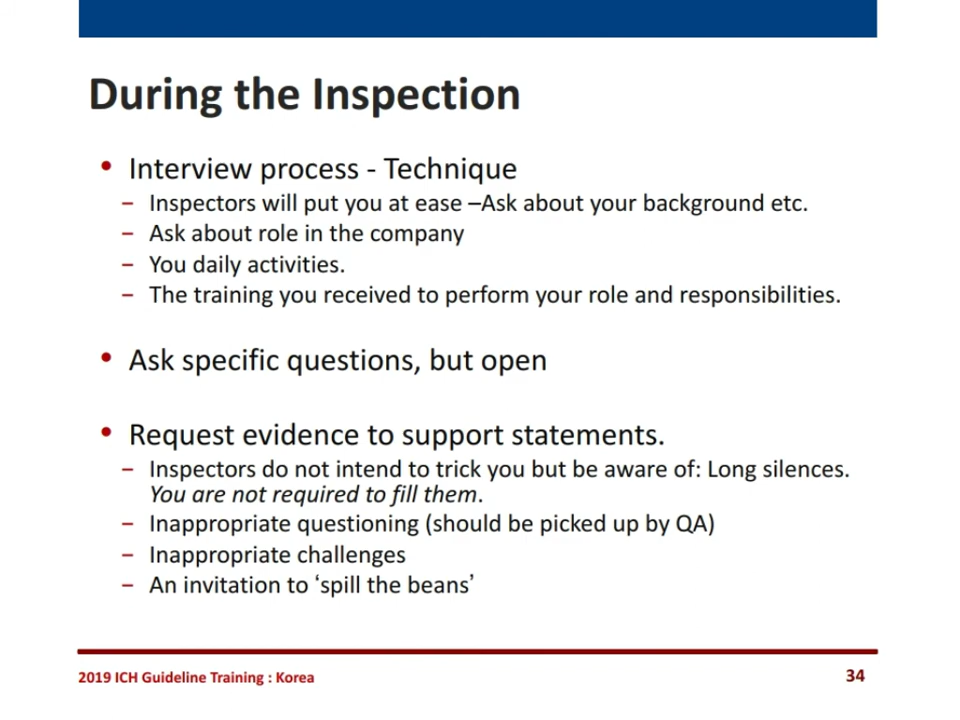 During the Inspection
• Interview process - Technique
– Inspectors will put you at ease –Ask about your background etc.
– Ask about role in the company
– You daily activities.
– The training you received to perform your role and responsibilities.
• Ask specific questions, but open
• Request evidence to support statements.
– Inspectors do not intend to trick you but be aware of: Long silences.
You are not required to fill them.
– Inappropriate questioning (should be picked up by QA)
– Inappropriate challenges
– An invitation to ‘spill the beans’
2019 ICH Guideline Training : Korea
34